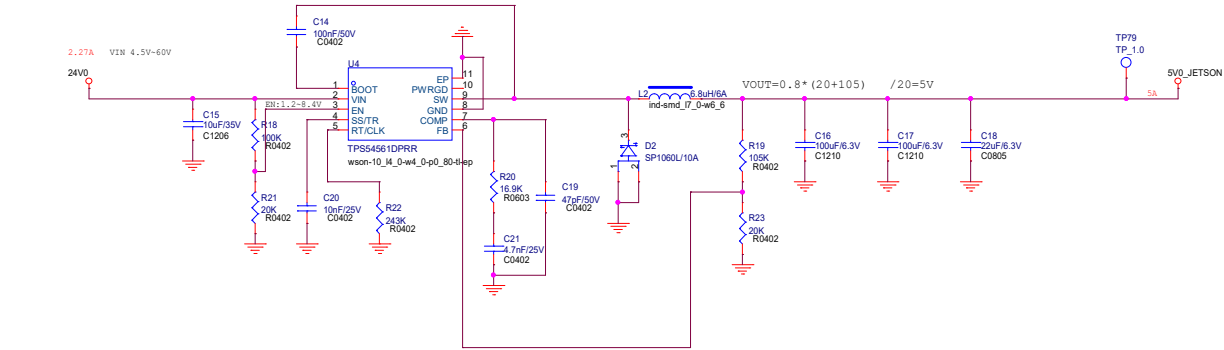 C14
100nF/50V
C0402
TP79
TP_1.0
2.27A VIN 4.5V~60V
24V0
5V0_JETSON
U4
1
2
3
4
5
BOOT
VIN
EN
SS/TR
RT/CLK
EP
PWRGD
SW
GND
COMP
FB
11
10
9
8
7
6
TPS54561DPRR
wson-10_l4_0-w4_0-p0_80-tl-ep
EN:1.2~8.4V
L2
6.8uH/6A
ind-smd_l7_0-w6_6
VOUT=0.8*(20+105) /20=5V
5A
C15
10uF/35V
C1206
R18
100K
R0402
R21
20K
R0402
C20
10nF/25V
C0402
R22
243K
R0402
R20
16.9K
R0603
C19
47pF/50V
C0402
C21
4.7nF/25V
C0402
3
1
2
D2
SP1060L/10A
R19
105K
R0402
R23
20K
R0402
C16
100uF/6.3V
C1210
C17
100uF/6.3V
C1210
C18
22uF/6.3V
C0805